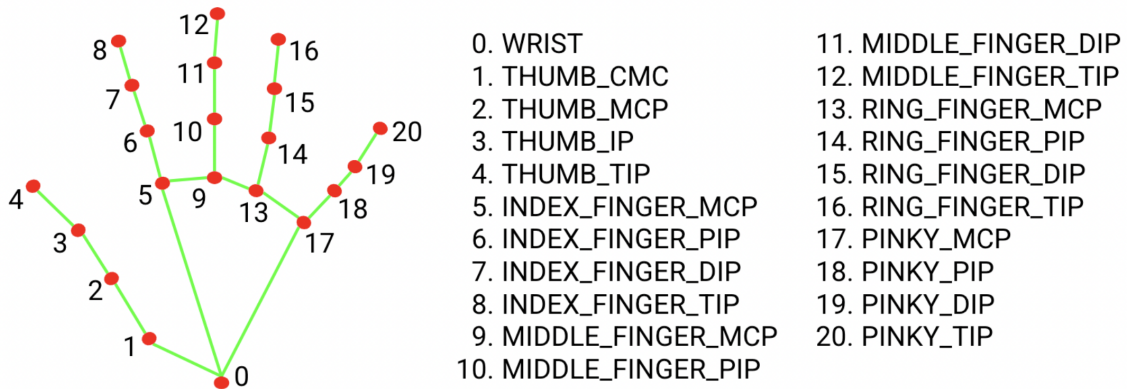 12
8
16
11
7
15
10
20
6
14
19
4
5
9
13
18
3
17
2
1
0
0. WRIST
1. THUMB_CMC
2. THUMB_MCP
3. THUMB_IP
4. THUMB_TIP
5. INDEX_FINGER_MCP
6. INDEX_FINGER_PIP
7. INDEX_FINGER_DIP
8. INDEX_FINGER_TIP
9. MIDDLE_FINGER_MCP
10. MIDDLE_FINGER_PIP
11. MIDDLE_FINGER_DIP
12. MIDDLE_FINGER_TIP
13. RING_FINGER_MCP
14. RING_FINGER_PIP
15. RING_FINGER_DIP
16. RING_FINGER_TIP
17. PINKY_MCP
18. PINKY_PIP
19. PINKY_DIP
20. PINKY_TIP